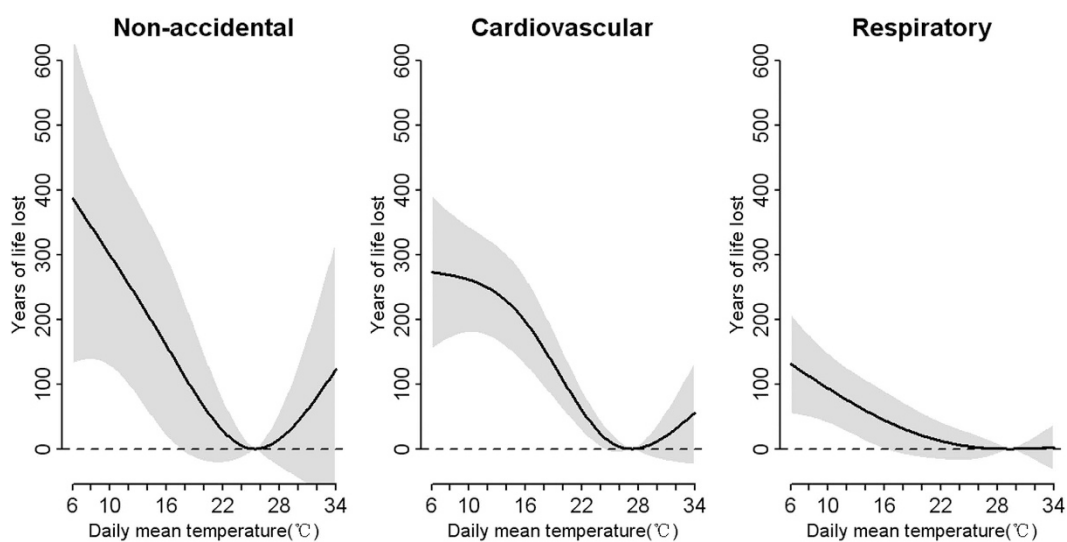 Non-accidental
Cardiovascular
Respiratory
Years of life lost
0 100 200 300 400 500 600
6 10 16 22 28 34
Daily mean temperature(℃)
Years of life lost
0 100 200 300 400 500 600
6 10 16 22 28 34
Daily mean temperature(℃)
Years of life lost
0 100 200 300 400 500 600
6 10 16 22 28 34
Daily mean temperature(℃)